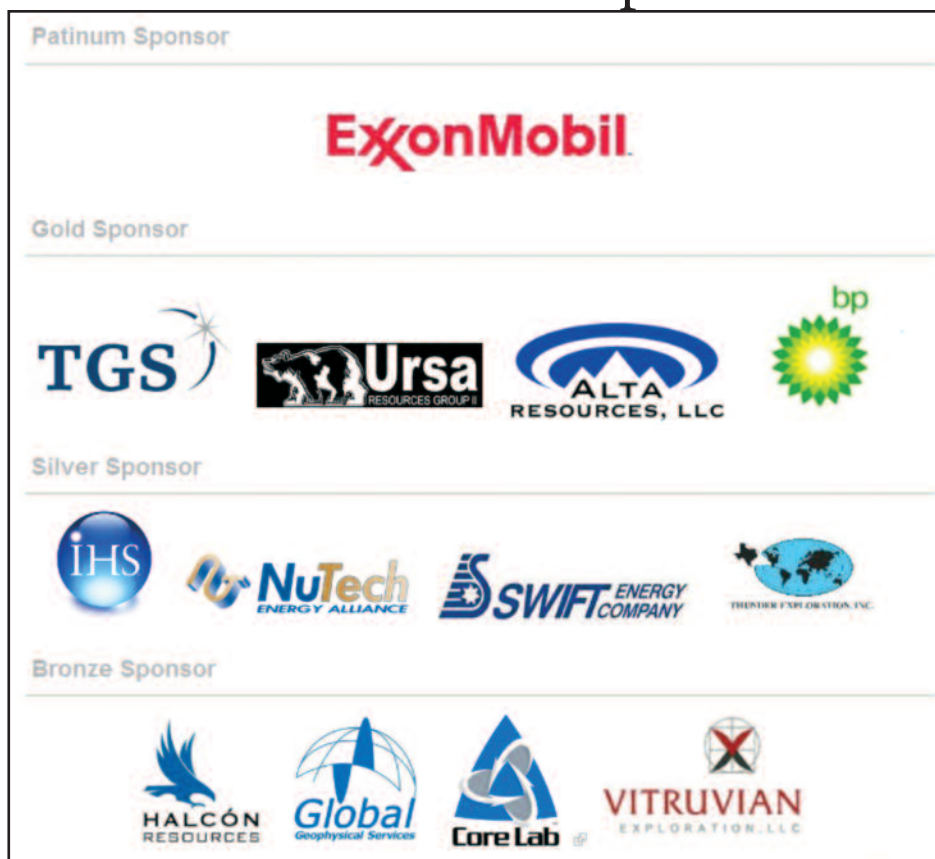 Patinum Sponsor
ExxonMobil
Gold Sponsor
TGS
Ursa
RESOURCES GROUP II
ALTA
RESOURCES, LLC
bp
Silver Sponsor
iHS
NuTech
ENERGY ALLIANCE
SWIFT ENERGY
COMPANY
THUNDER EXPLORATION, INC.
Bronze Sponsor
HALCÓN
RESOURCES
Global
Geophysical Services
Core Lab
VITRUVIAN
EXPLORATION, LLC